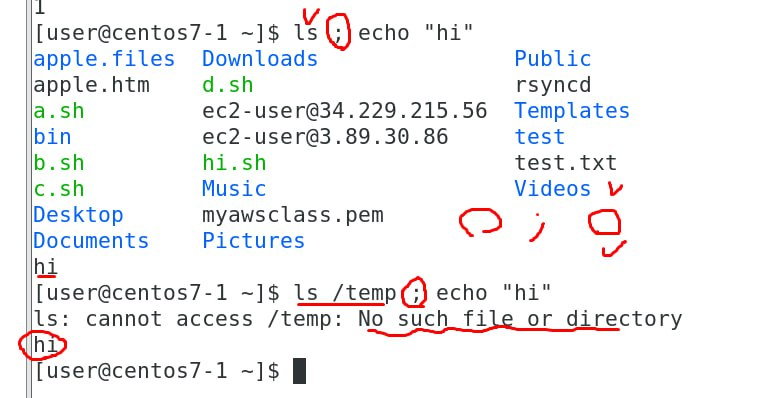 1
[user@centos7-1 ~]$ ls ; echo "hi"
apple.files Downloads Public
apple.htm d.sh rsyncd
a.sh ec2-user@34.229.215.56 Templates
bin ec2-user@3.89.30.86 test
b.sh hi.sh test.txt
c.sh Music Videos
Desktop myawsclass.pem ;
Documents Pictures
hi
[user@centos7-1 ~]$ ls /temp ; echo "hi"
ls: cannot access /temp: No such file or directory
hi
[user@centos7-1 ~]$